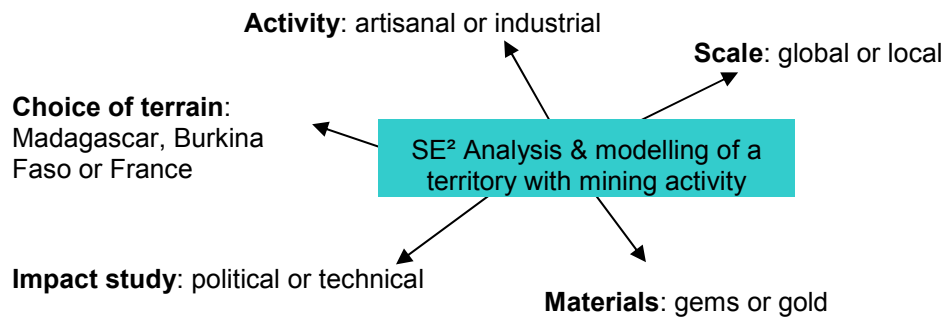 Activity: artisanal or industrial
Scale: global or local
Choice of terrain:
Madagascar, Burkina
Faso or France
SE² Analysis & modelling of a
territory with mining activity
Impact study: political or technical
Materials: gems or gold